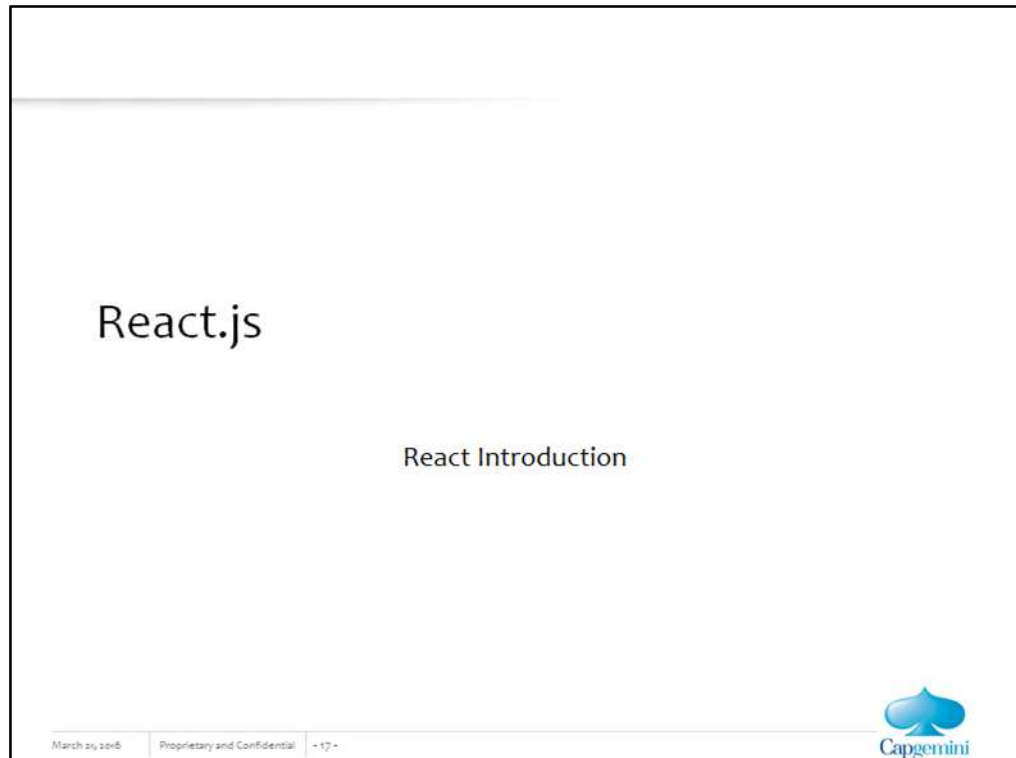 React.js
React Introduction
March 21, 2016 Proprietary and Confidential - 17 -
Capgemini